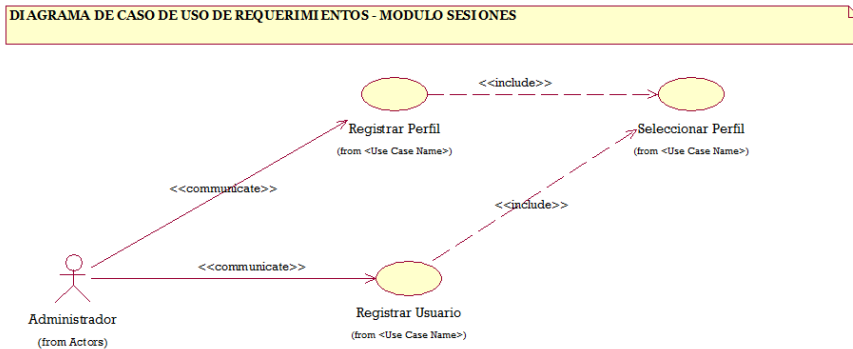 DIAGRAMA DE CASO DE USO DE REQUERIMIENTOS - MODULO SESIONES
<<include>>
Registrar Perfil
(from <Use Case Name>)
Seleccionar Perfil
(from <Use Case Name>)
<<communicate>>
<<include>>
<<communicate>>
Administrador
(from Actors)
Registrar Usuario
(from <Use Case Name>)